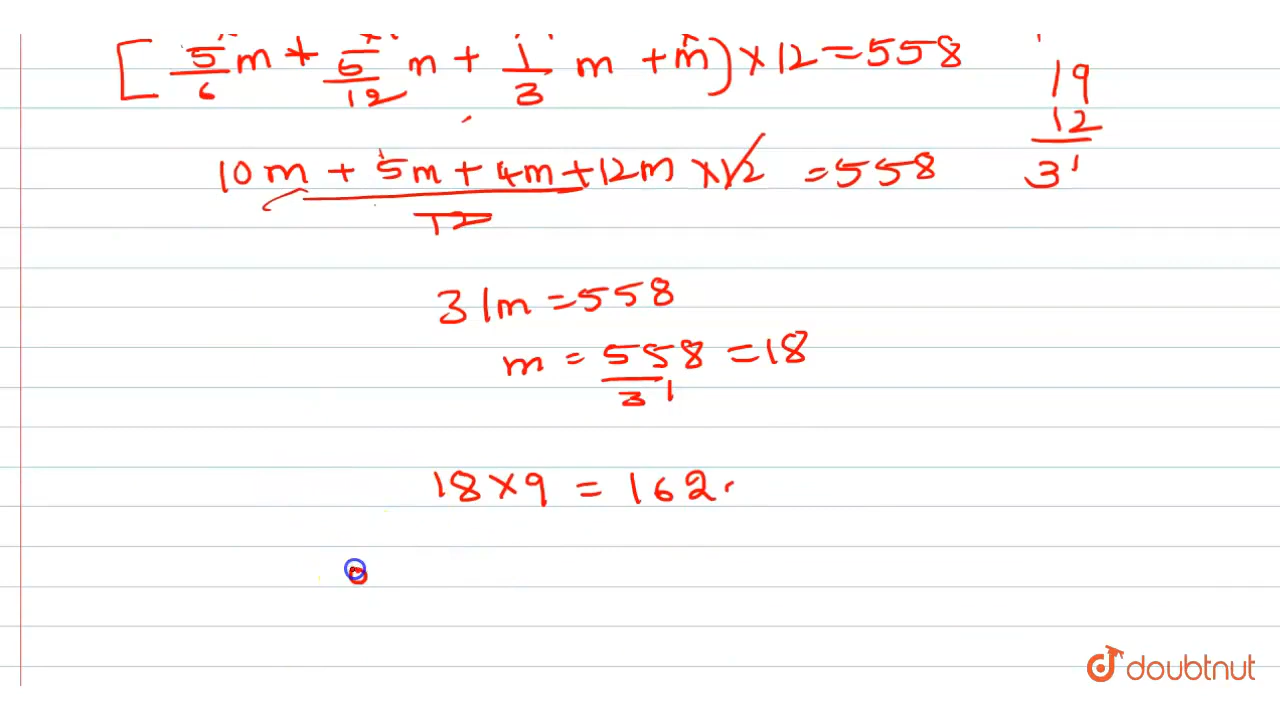 [5/6 m + 5/12 m + 1/3 m + m) × 12 = 558
19
12
31
10m + 5m + 4m + 12m × 12 = 558
12
31m = 558
m = 558/31 = 18
18 × 9 = 162.
doubtnut